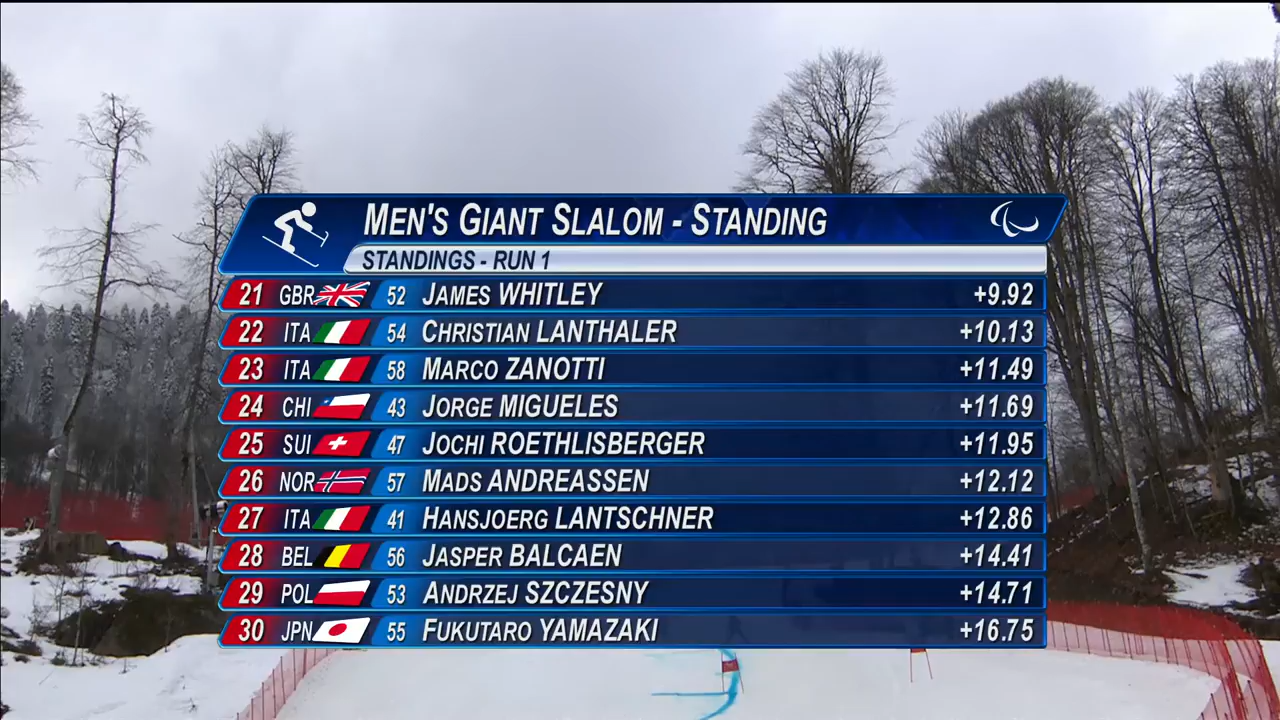 MEN'S GIANT SLALOM - STANDING
STANDINGS - RUN 1
21 GBR 52 JAMES WHITLEY +9.92
22 ITA 54 CHRISTIAN LANTHALER +10.13
23 ITA 58 MARCO ZANOTTI +11.49
24 CHI 43 JORGE MIGUELES +11.69
25 SUI 47 JOCHI ROETHLISBERGER +11.95
26 NOR 57 MADS ANDREASSEN +12.12
27 ITA 41 HANSJOERG LANTSCHNER +12.86
28 BEL 56 JASPER BALCAEN +14.41
29 POL 53 ANDRZEJ SZCZESNY +14.71
30 JPN 55 FUKUTARO YAMAZAKI +16.75